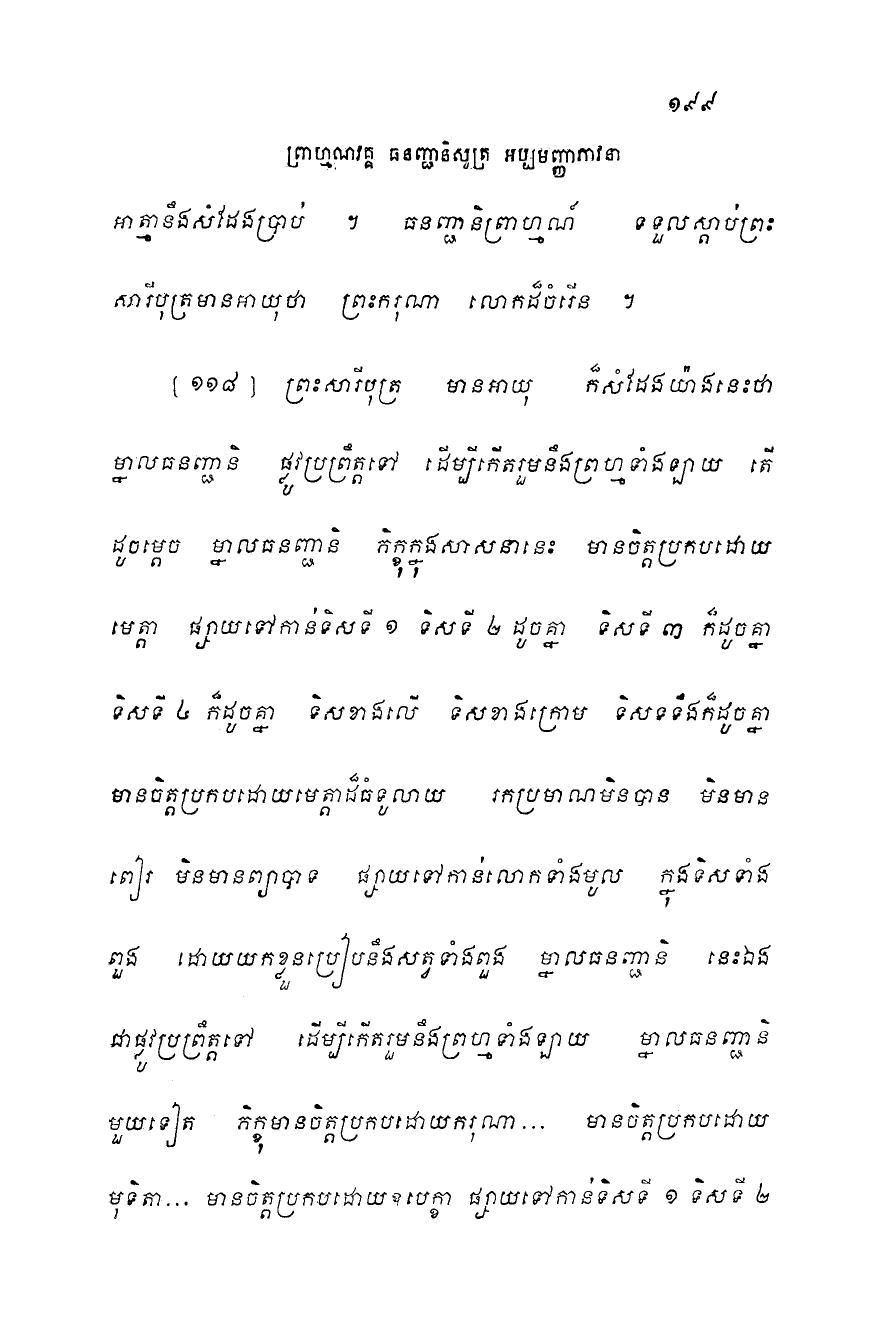 ១៩៩
ព្រាហ្មណវគ្គ ធនញ្ជានិសូត្រ អប្បមញ្ញាភាវនា
អាត្មានឹងសំដែងប្រាប់ ។ ធនញ្ជានិព្រាហ្មណ៍ ទទួលស្តាប់ព្រះ
សារីបុត្រមានអាយុថា ព្រះករុណា លោកដ៏ចំរើន ។
(១១៨) ព្រះសារីបុត្រ មានអាយុ ក៏សំដែងយ៉ាងនេះថា
ម្នាលធនញ្ជានិ ផ្លូវប្រព្រឹត្តទៅ ដើម្បីកើតរួមនឹងព្រហ្មទាំងឡាយ តើ
ដូចម្តេច ម្នាលធនញ្ជានិ ភិក្ខុក្នុងសាសនានេះ មានចិត្តប្រកបដោយ
មេត្តា ផ្សាយទៅកាន់ទិសទី ១ ទិសទី ២ ដូចគ្នា ទិសទី ៣ ក៏ដូចគ្នា
ទិសទី ៤ ក៏ដូចគ្នា ទិសខាងលើ ទិសខាងក្រោម ទិសទទឹងក៏ដូចគ្នា
មានចិត្តប្រកបដោយមេត្តាដ៏ធំទូលាយ រកប្រមាណមិនបាន មិនមាន
ពៀរ មិនមានព្យាបាទ ផ្សាយទៅកាន់លោកទាំងមូល ក្នុងទិសទាំង
ពួង ដោយយកខ្លួនប្រៀបនឹងសត្វទាំងពួង ម្នាលធនញ្ជានិ នេះឯង
ជាផ្លូវប្រព្រឹត្តទៅ ដើម្បីកើតរួមនឹងព្រហ្មទាំងឡាយ ម្នាលធនញ្ជានិ
មួយទៀត ភិក្ខុមានចិត្តប្រកបដោយករុណា... មានចិត្តប្រកបដោយ
មុទិតា... មានចិត្តប្រកបដោយឧបេក្ខា ផ្សាយទៅកាន់ទិសទី ១ ទិសទី ២